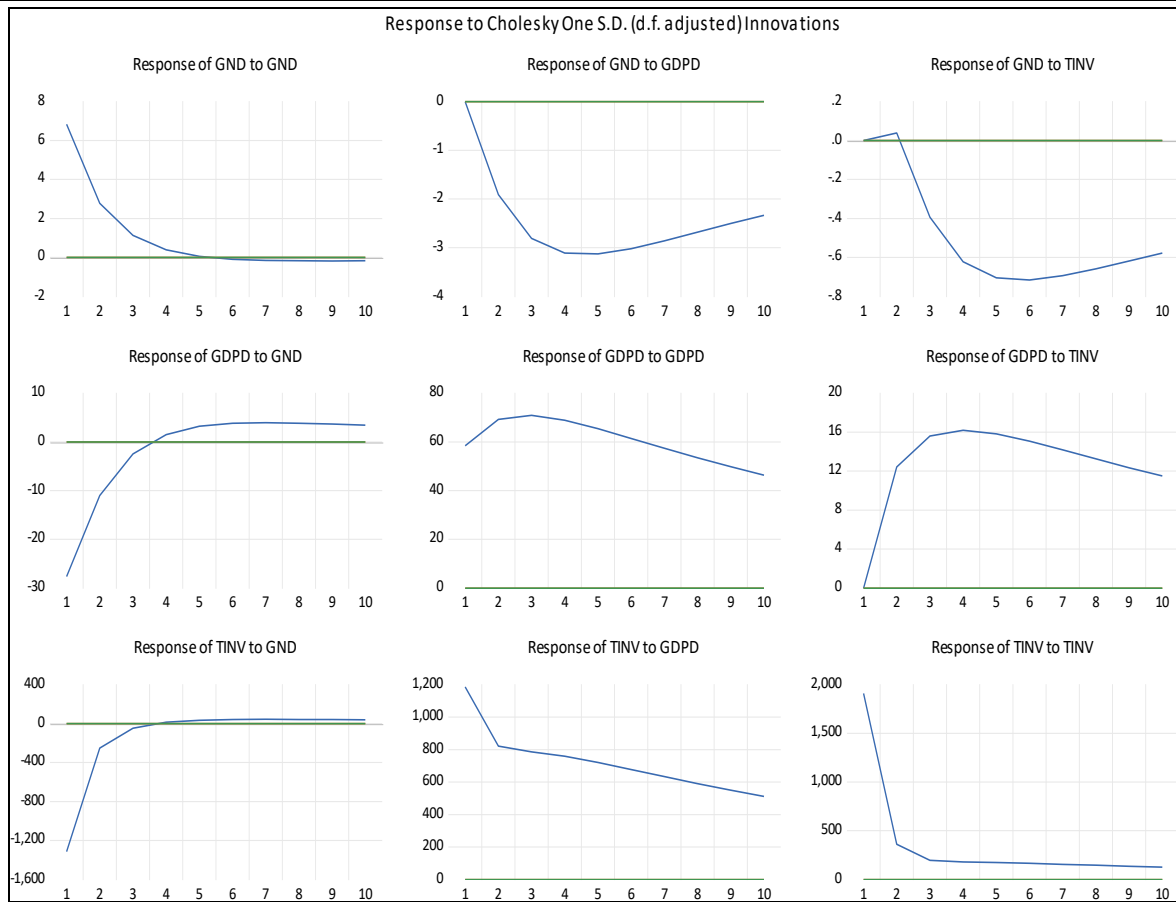 Response to Cholesky One S.D. (d.f. adjusted) Innovations
Response of GND to GND
8
6
4
2
0
-2
1 2 3 4 5 6 7 8 9 10
Response of GND to GDPD
0
-1
-2
-3
-4
1 2 3 4 5 6 7 8 9 10
Response of GND to TINV
.2
.0
-.2
-.4
-.6
-.8
1 2 3 4 5 6 7 8 9 10
Response of GDPD to GND
10
0
-10
-20
-30
1 2 3 4 5 6 7 8 9 10
Response of GDPD to GDPD
80
60
40
20
0
1 2 3 4 5 6 7 8 9 10
Response of GDPD to TINV
20
16
12
8
4
0
1 2 3 4 5 6 7 8 9 10
Response of TINV to GND
400
0
-400
-800
-1,200
-1,600
1 2 3 4 5 6 7 8 9 10
Response of TINV to GDPD
1,200
1,000
800
600
400
200
0
1 2 3 4 5 6 7 8 9 10
Response of TINV to TINV
2,000
1,500
1,000
500
0
1 2 3 4 5 6 7 8 9 10